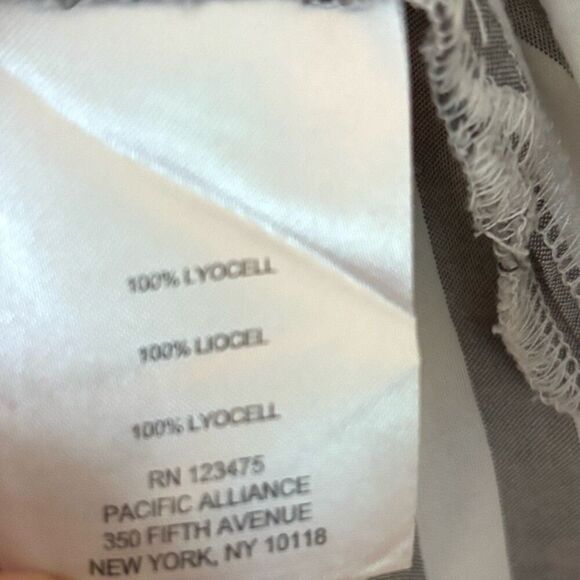 100% LYOCELL
100% LIOCEL
100% LYOCELL
RN 123475
PACIFIC ALLIANCE
350 FIFTH AVENUE
NEW YORK, NY 10118